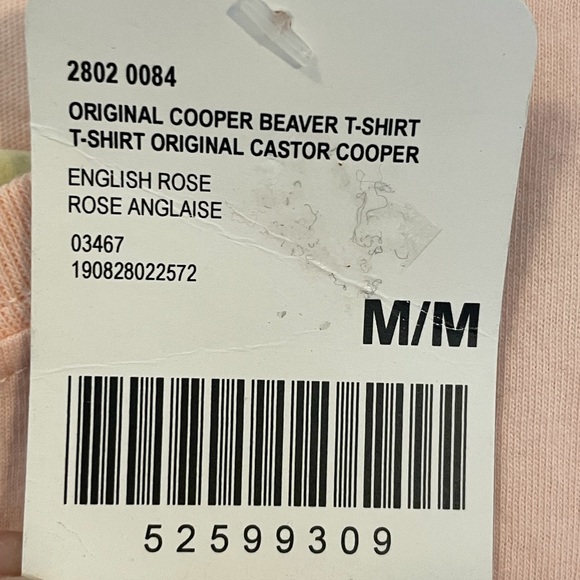 2802 0084
ORIGINAL COOPER BEAVER T-SHIRT
T-SHIRT ORIGINAL CASTOR COOPER
ENGLISH ROSE
ROSE ANGLAISE
03467
190828022572
M/M
52599309